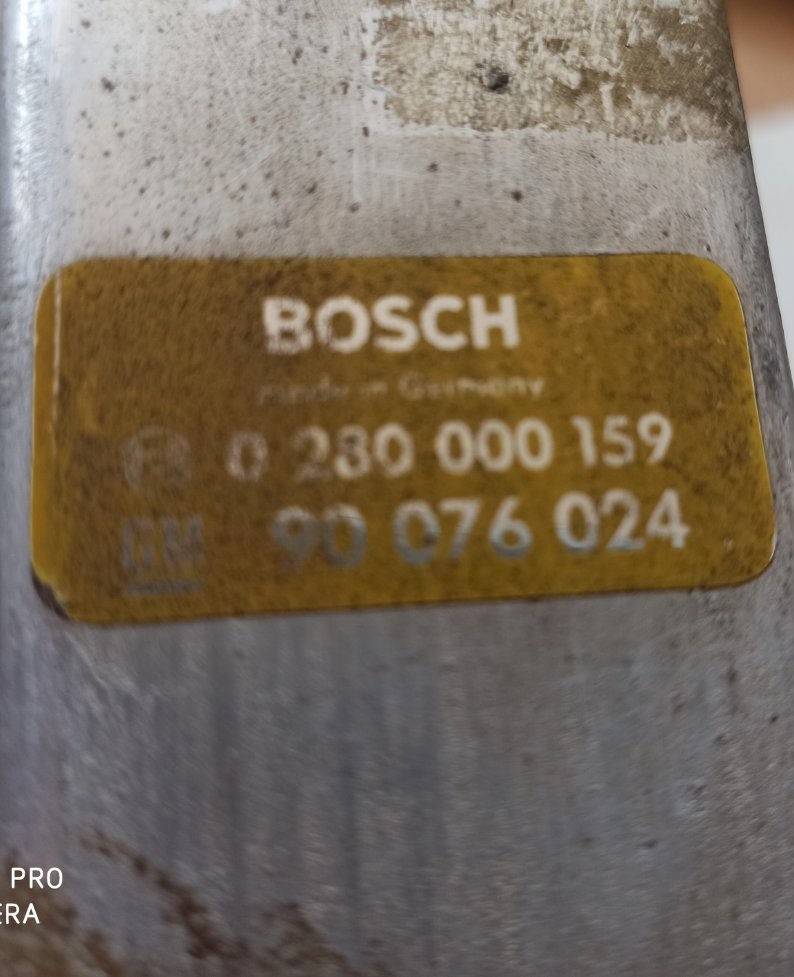 BOSCH
made in Germany
0 280 000 159
GM 90 076 024
PRO
ERA